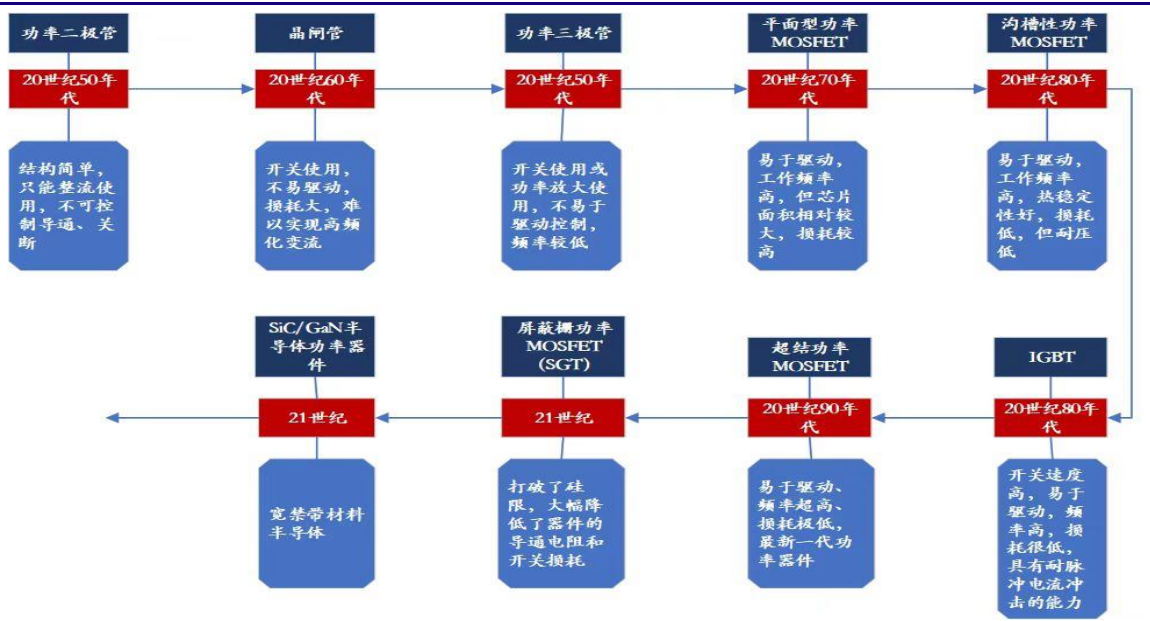 功率二极管
20世纪50年
代
结构简单，
只能整流使
用，不可控
制导通、关
断
晶闸管
20世纪60年
代
开关使用，
不易驱动，
损耗大，难
以实现高频
化变流
功率三极管
20世纪50年
代
开关使用或
功率放大使
用，不易于
驱动控制，
频率较低
平面型功率
MOSFET
20世纪70年
代
易于驱动，
工作频率
高，但芯片
面积相对较
大，损耗较
高
沟槽性功率
MOSFET
20世纪80年
代
易于驱动，
工作频率
高，热稳定
性好，损耗
低，但耐压
低
IGBT
20世纪80年
代
开关速度
高，易于
驱动，频
率高，损
耗很低，
具有耐脉
冲电流冲
击的能力
超结功率
MOSFET
20世纪90年
代
易于驱动、
频率超高、
损耗极低，
最新一代功
率器件
屏蔽栅功率
MOSFET
(SGT)
21世纪
打破了硅
限，大幅降
低了器件的
导通电阻和
开关损耗
SiC/GaN半
导体功率器
件
21世纪
宽禁带材料
半导体